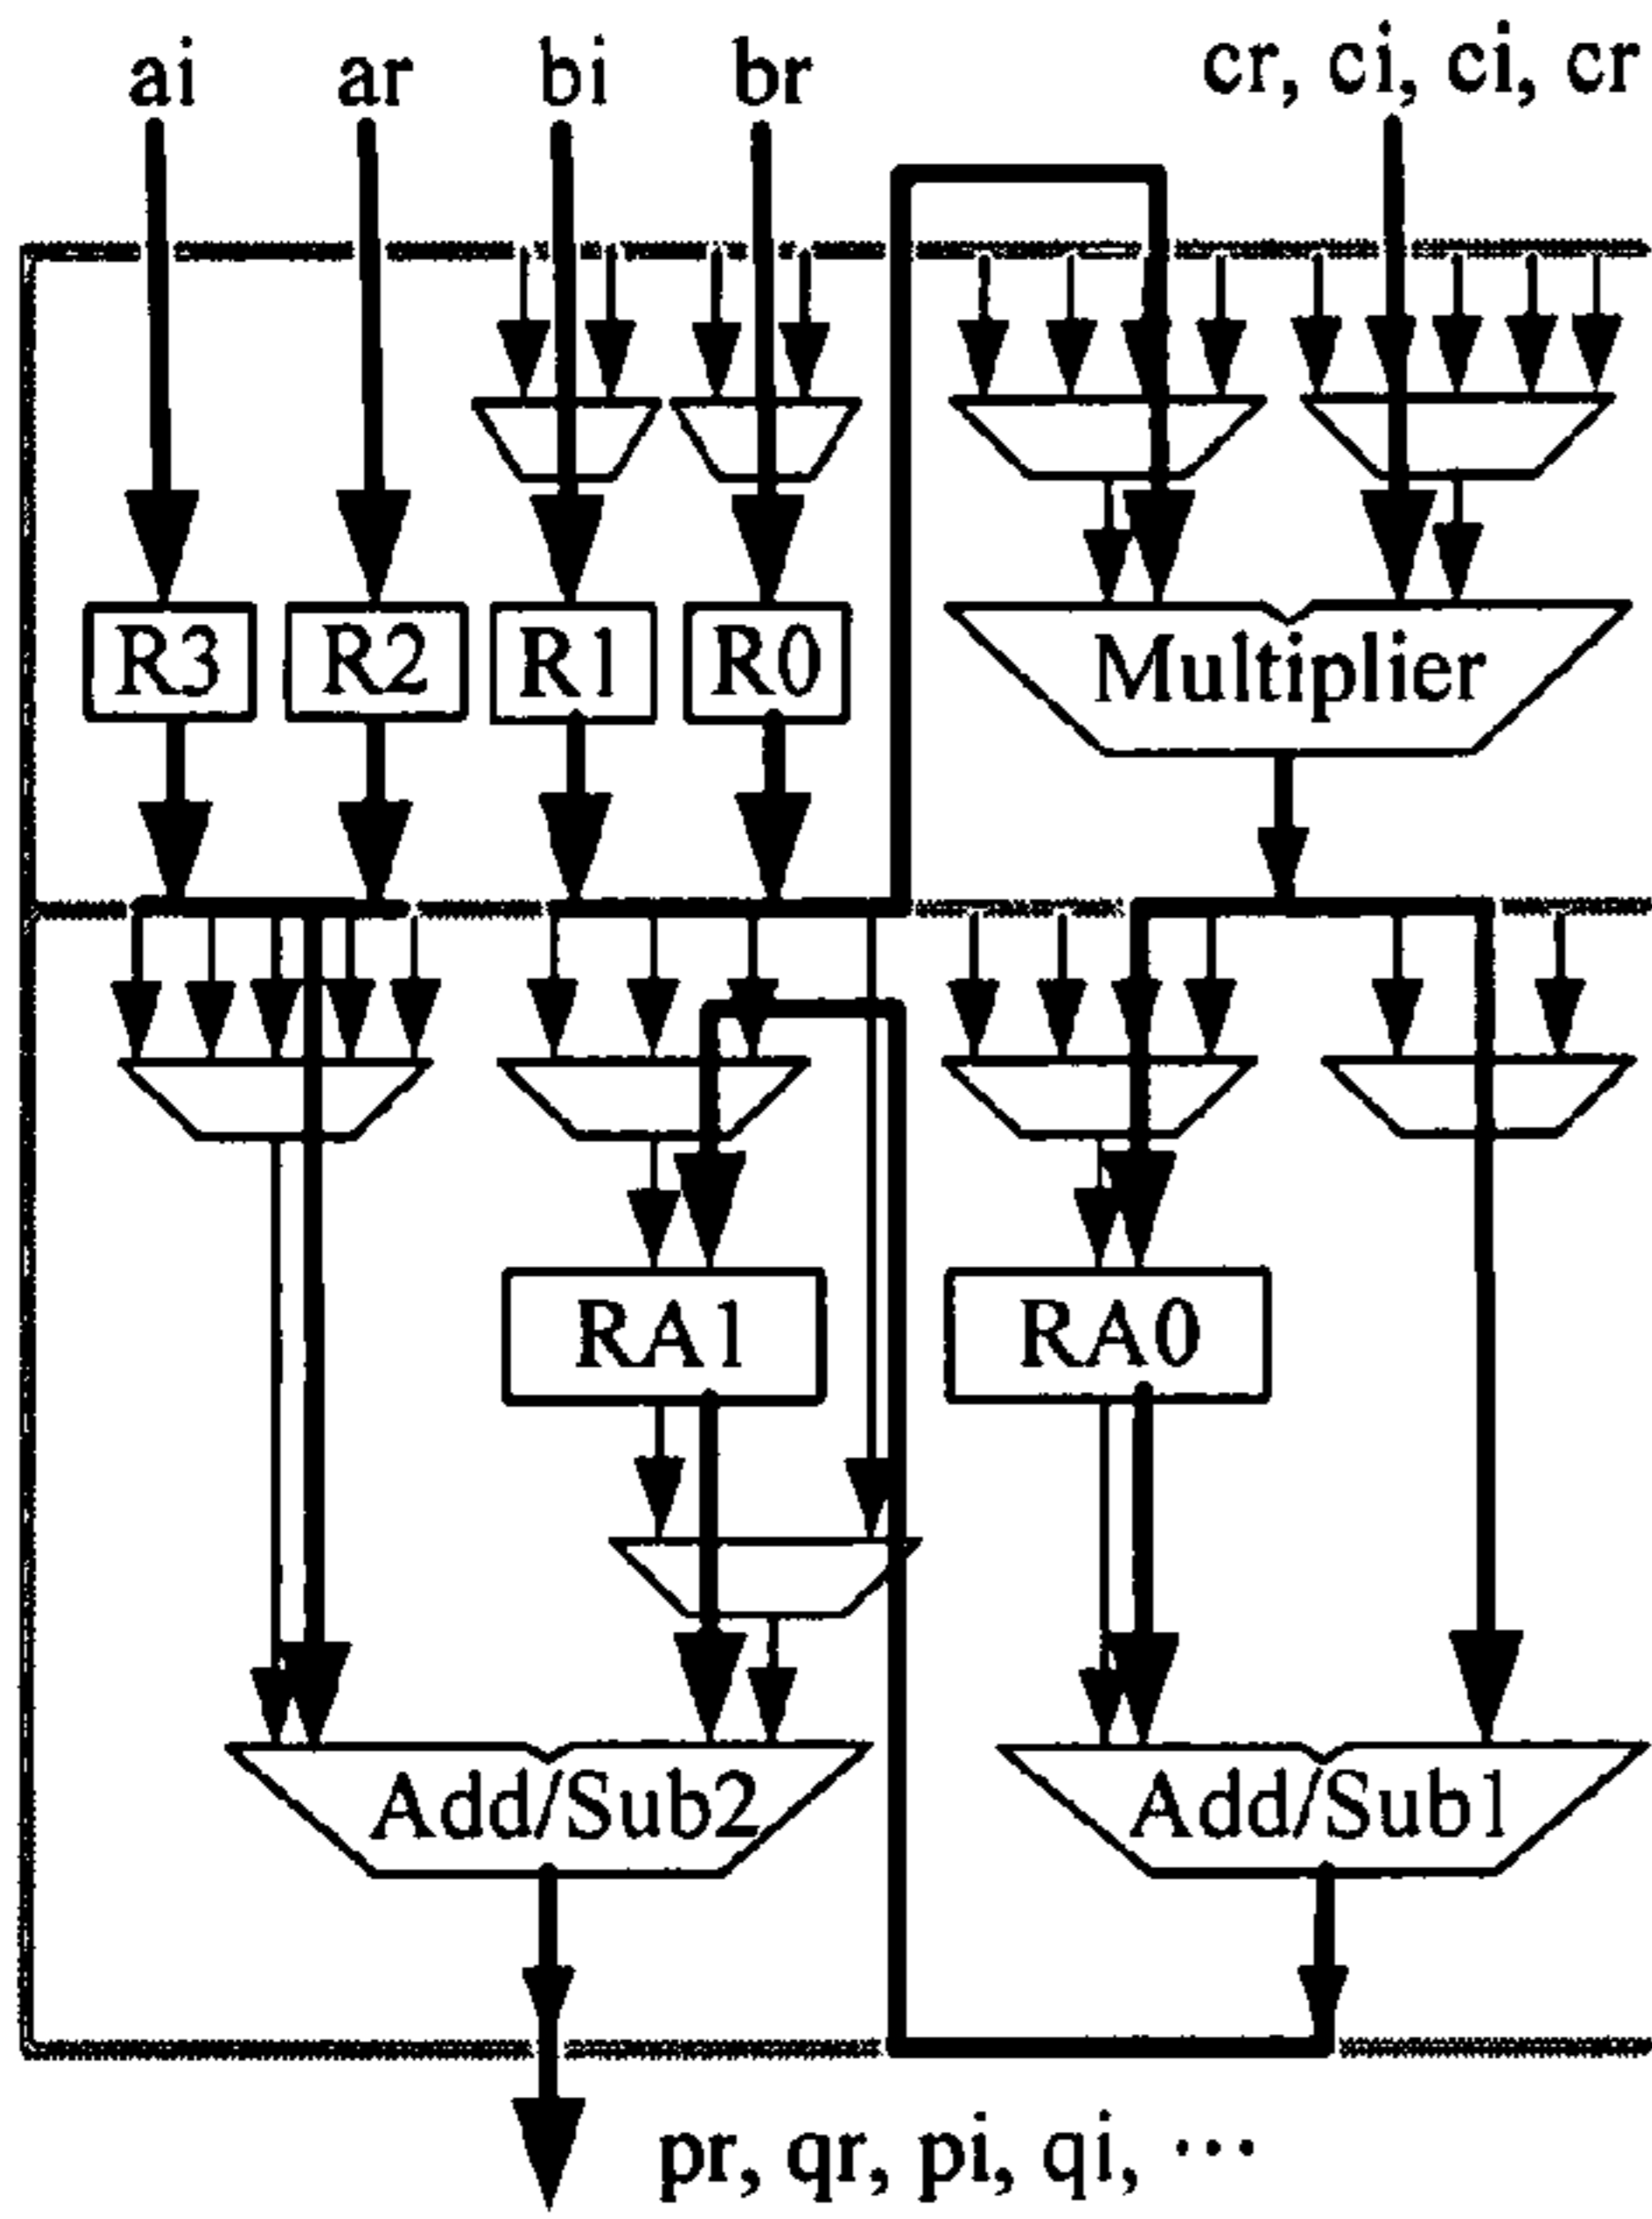 ai ar bi br cr, ci, ci, cr
R3 R2 R1 R0 Multiplier
RA1 RA0
Add/Sub2 Add/Sub1
pr, qr, pi, qi, ···